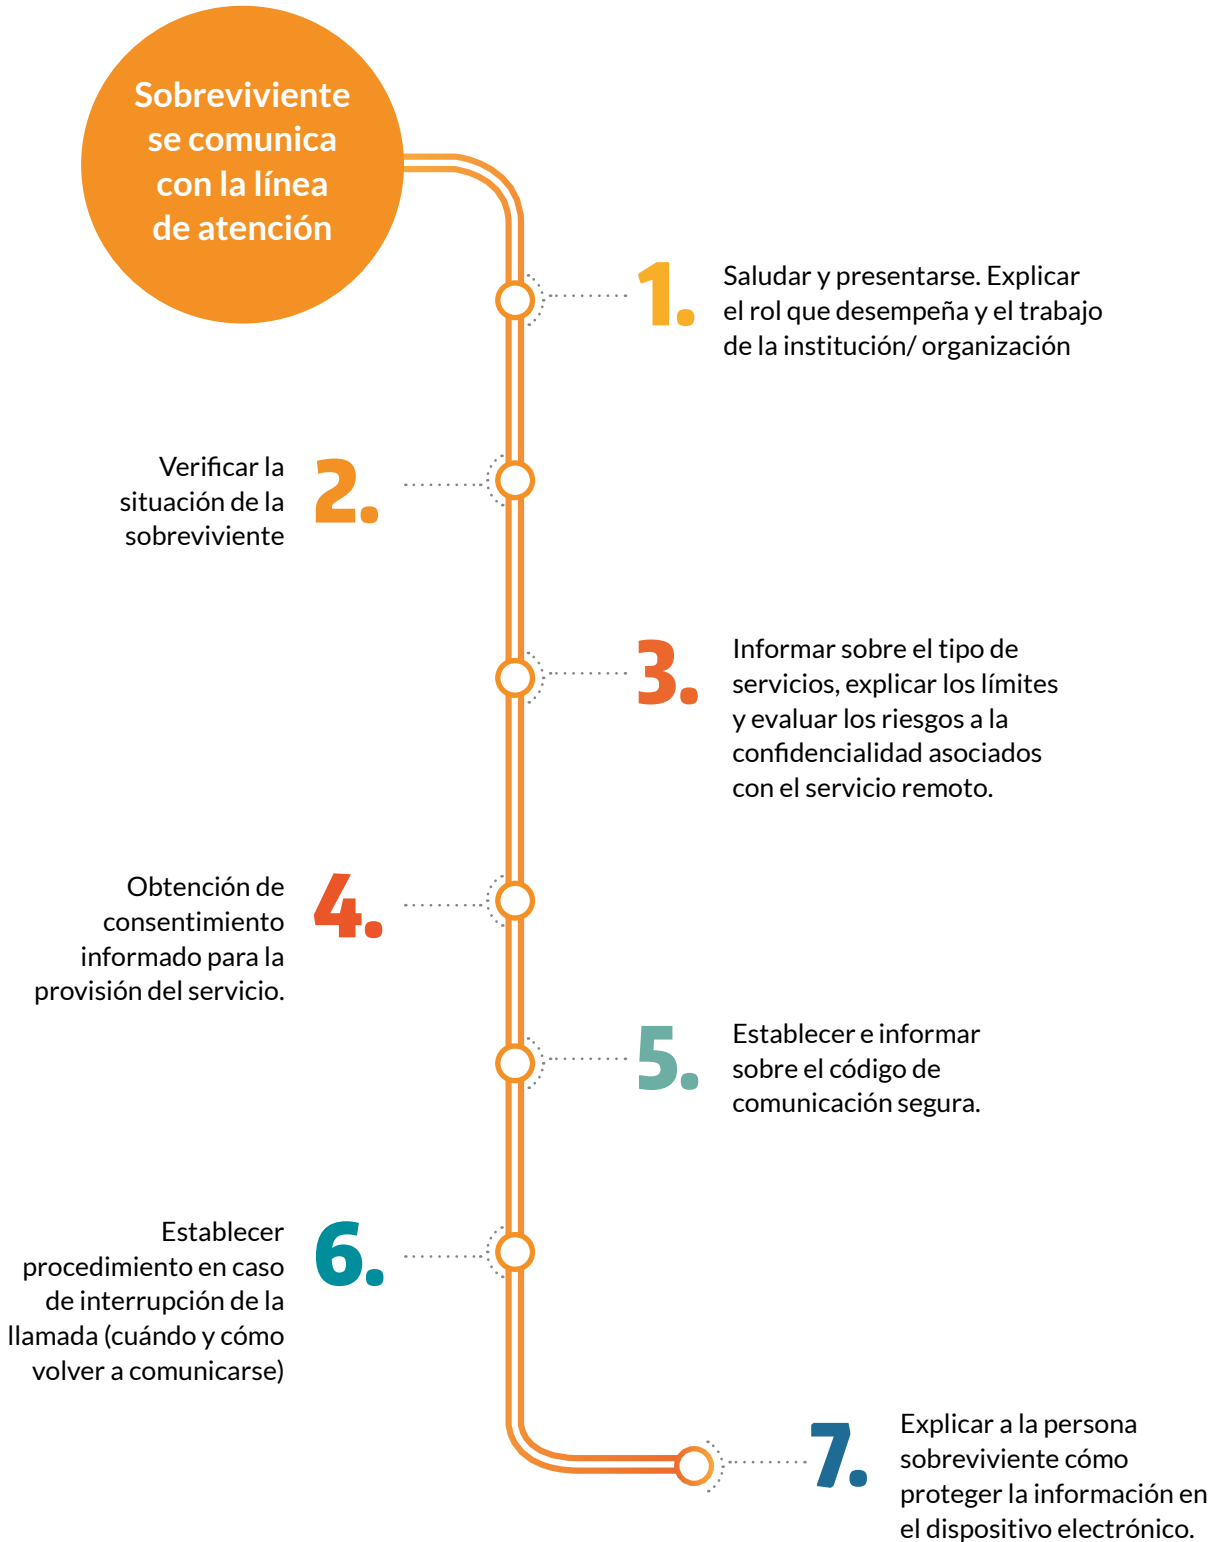 Sobreviviente
se comunica
con la línea
de atención
1.
Saludar y presentarse. Explicar
el rol que desempeña y el trabajo
de la institución/ organización
2.
Verificar la
situación de la
sobreviviente
3.
Informar sobre el tipo de
servicios, explicar los límites
y evaluar los riesgos a la
confidencialidad asociados
con el servicio remoto.
4.
Obtención de
consentimiento
informado para la
provisión del servicio.
5.
Establecer e informar
sobre el código de
comunicación segura.
6.
Establecer
procedimiento en caso
de interrupción de la
llamada (cuándo y cómo
volver a comunicarse)
7.
Explicar a la persona
sobreviviente cómo
proteger la información en
el dispositivo electrónico.